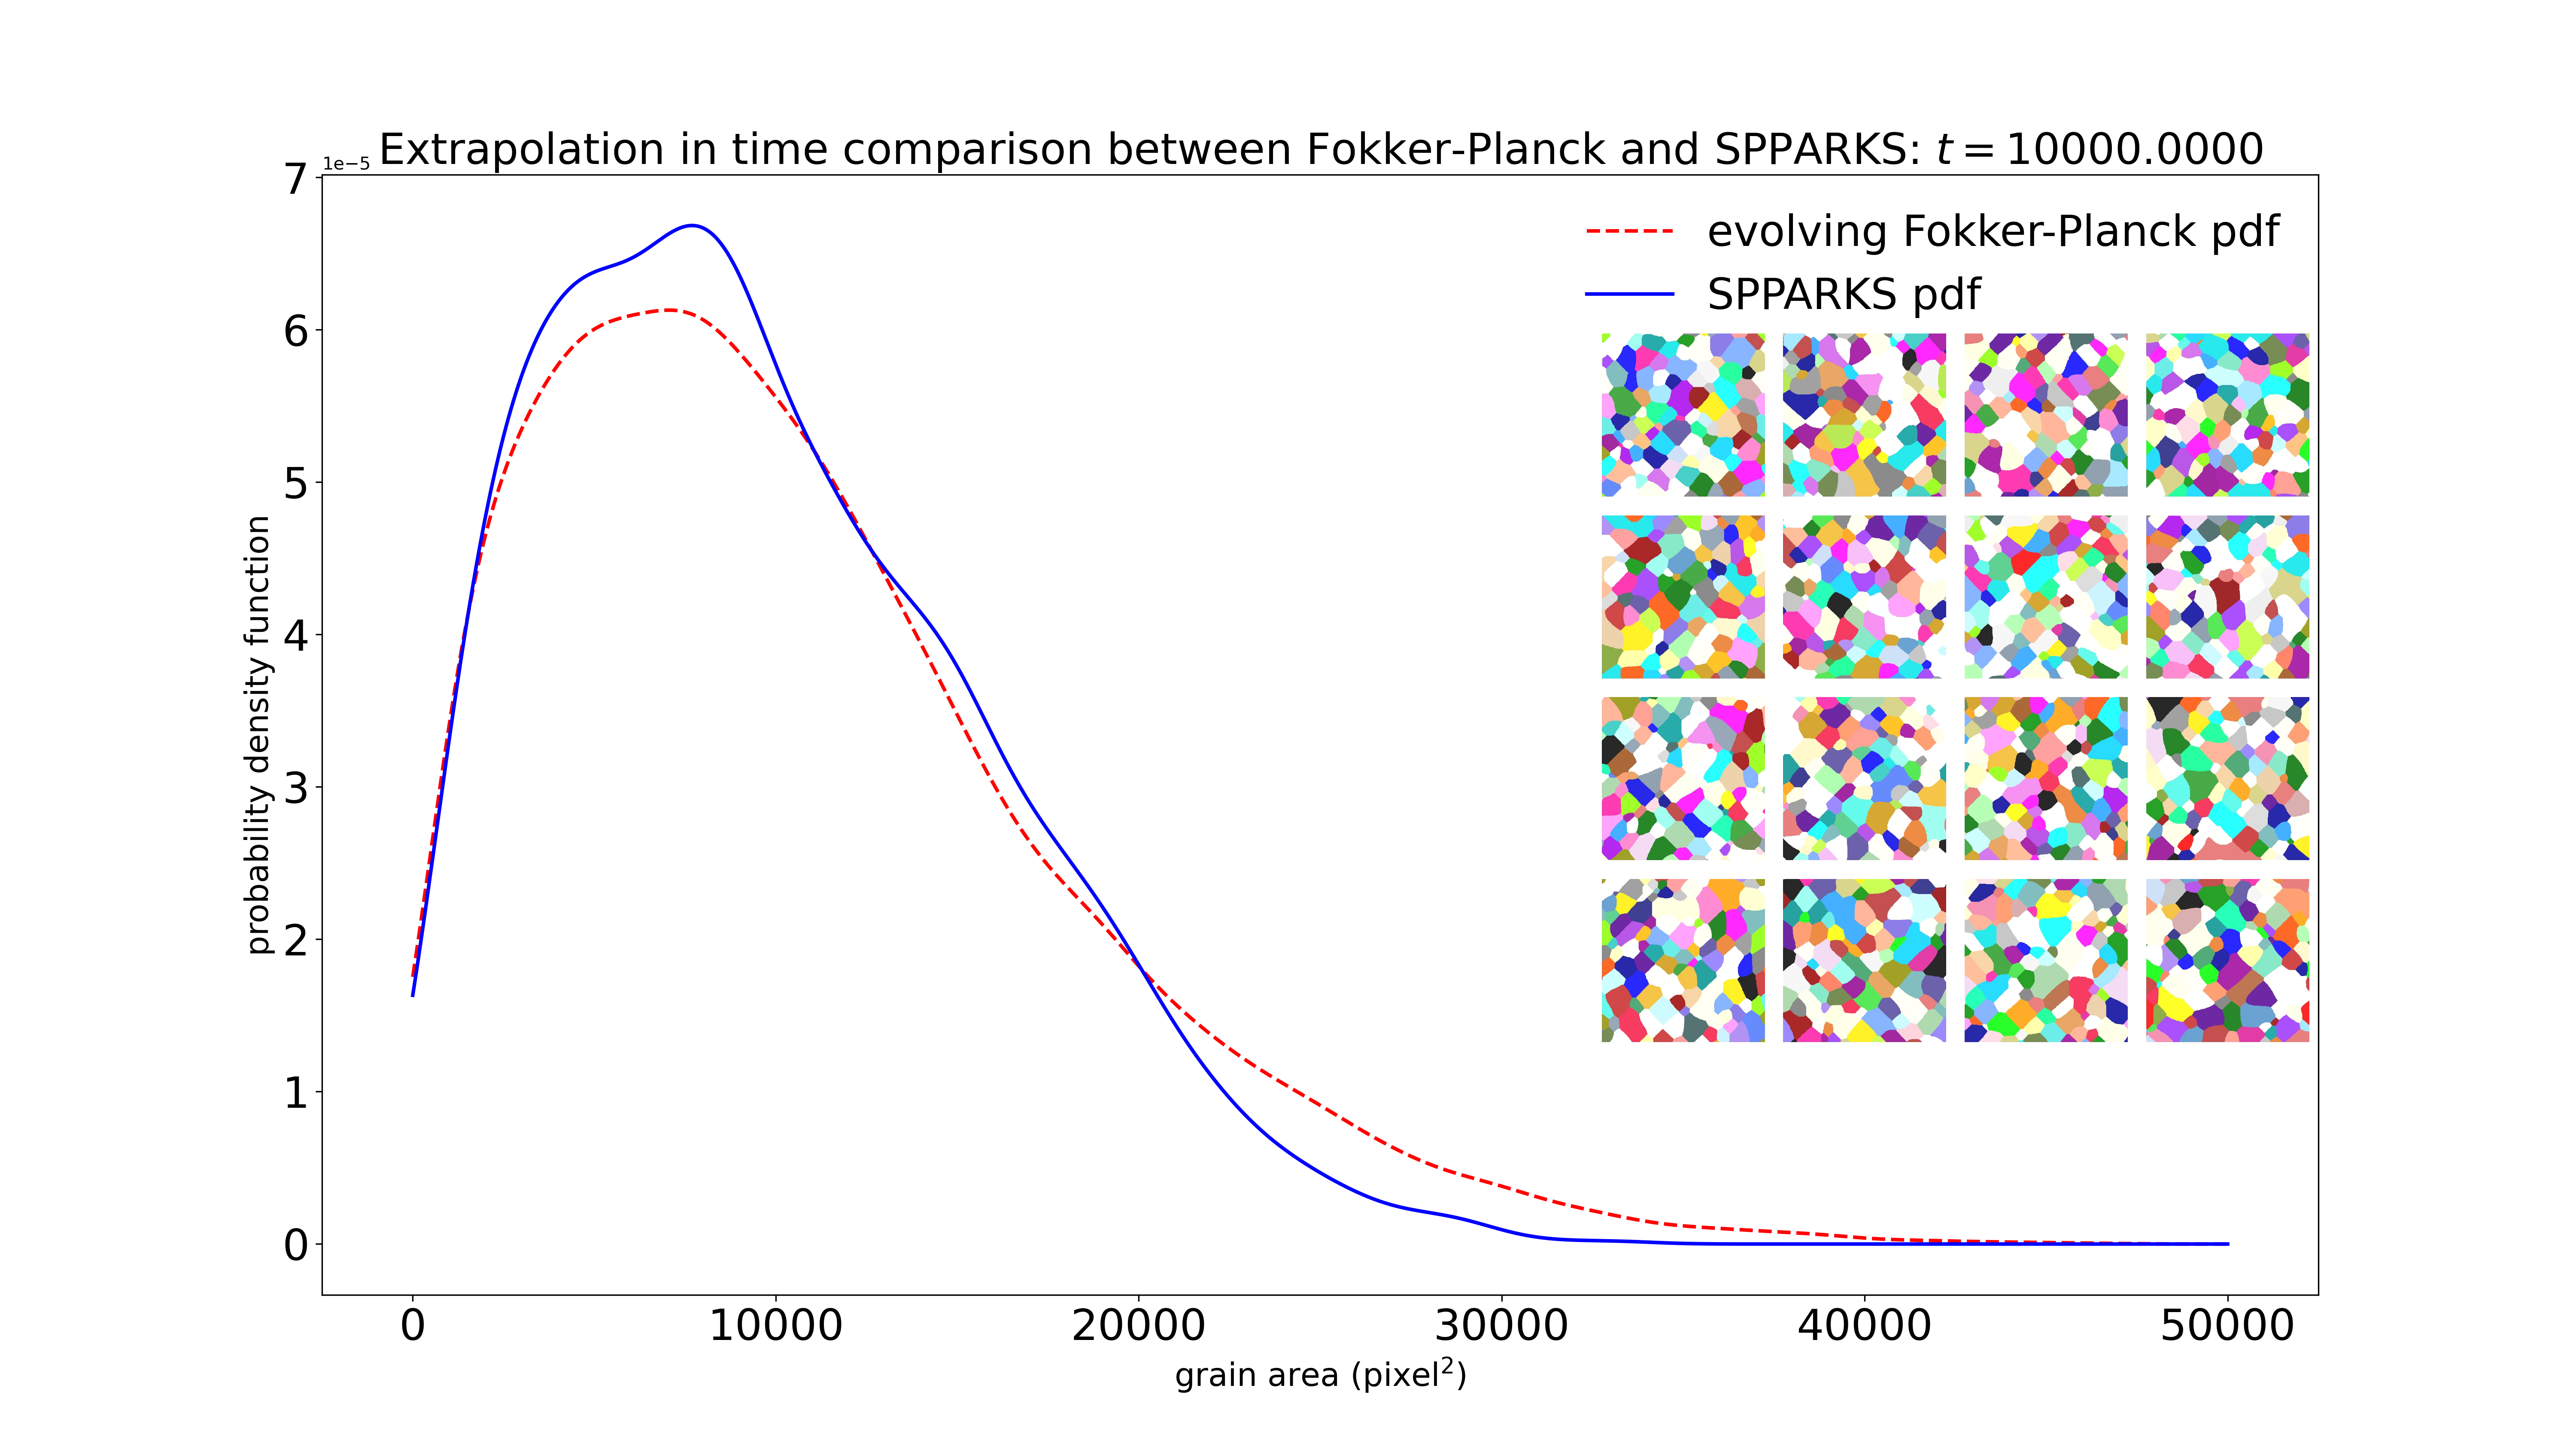 Extrapolation in time comparison between Fokker-Planck and SPPARKS: t = 10000.0000
1e−5
evolving Fokker-Planck pdf
SPPARKS pdf
probability density function
7
6
5
4
3
2
1
0
0 10000 20000 30000 40000 50000
grain area (pixel²)